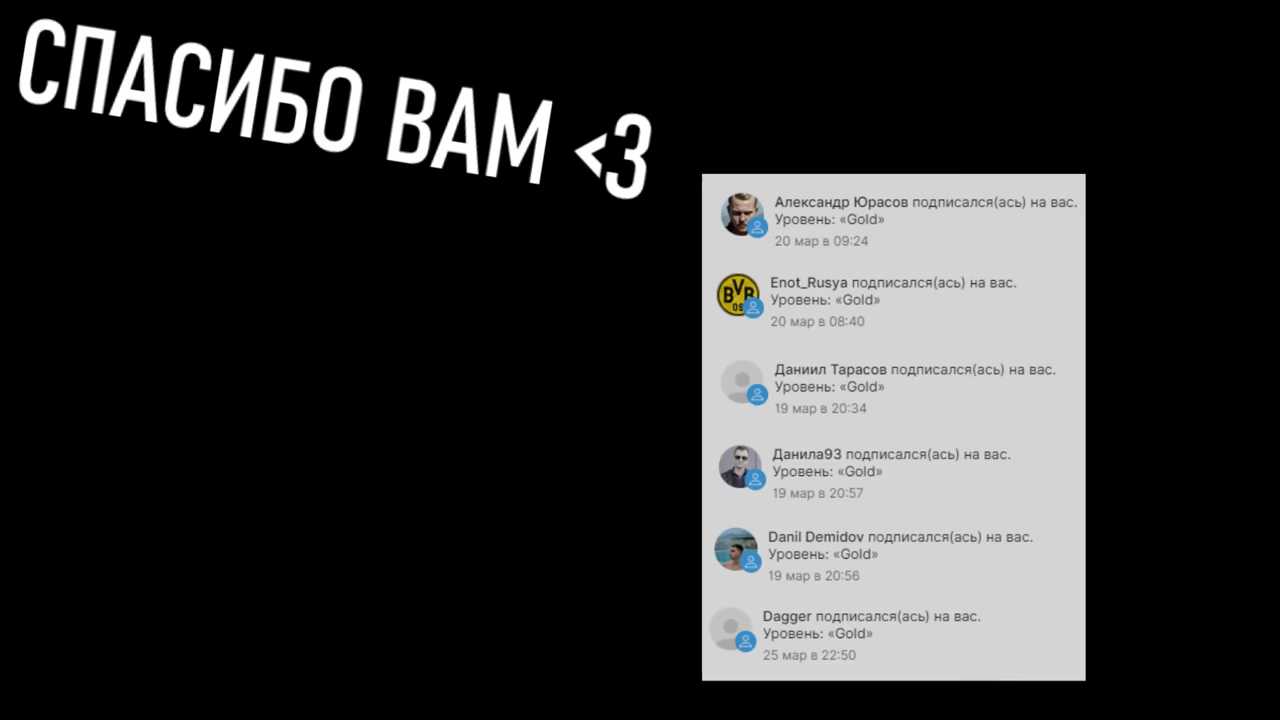 СПАСИБО ВАМ <3
Александр Юрасов подписался(ась) на вас.
Уровень: «Gold»
20 мар в 09:24
BVB
09
Enot_Rusya подписался(ась) на вас.
Уровень: «Gold»
20 мар в 08:40
Даниил Тарасов подписался(ась) на вас.
Уровень: «Gold»
19 мар в 20:34
Данила93 подписался(ась) на вас.
Уровень: «Gold»
19 мар в 20:57
Danil Demidov подписался(ась) на вас.
Уровень: «Gold»
19 мар в 20:56
Dagger подписался(ась) на вас.
Уровень: «Gold»
25 мар в 22:50